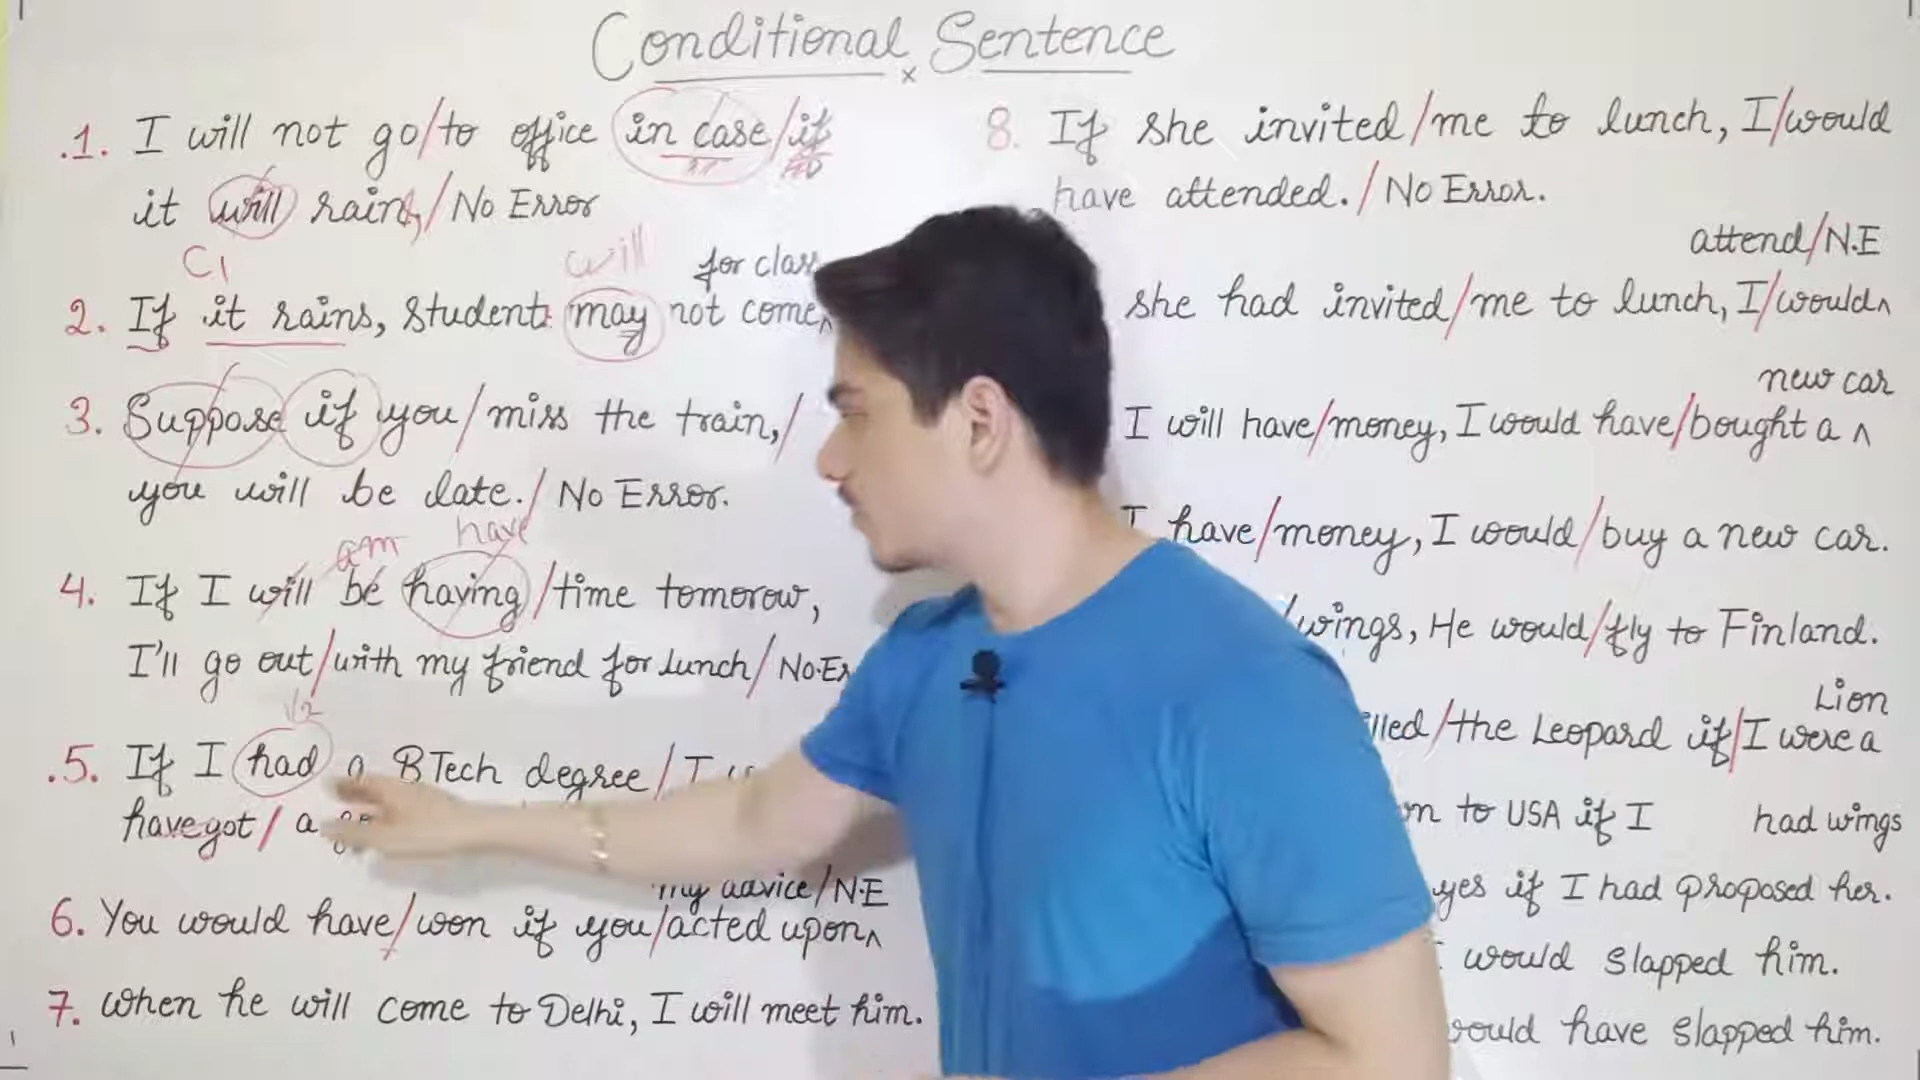 Conditional Sentence
.1. I will not go/to office in case/if
it will rain,/No Error
C1
will
for class
2. If it rains, Students may not come,
3. Suppose if you/miss the train,/
you will be late./No Error.
am have
4. If I will be having/time tomorow,
I'll go out/with my friend for lunch/No.Er
V2
.5. If I had a BTech degree/I
have got/ a
my advice/N.E
6. You would have/won if you/acted upon^
7. When he will come to Delhi, I will meet him.
8. If she invited/me to lunch, I/would
have attended./No Error.
attend/N.E
she had invited/me to lunch, I/would^
new car
I will have/money, I would have/bought a ^
I have/money, I would/buy a new car.
/wings, He would/fly to Finland.
Lion
lled/the Leopard if/I were a
to USA if I had wings
yes if I had proposed her.
would slapped him.
would have slapped him.